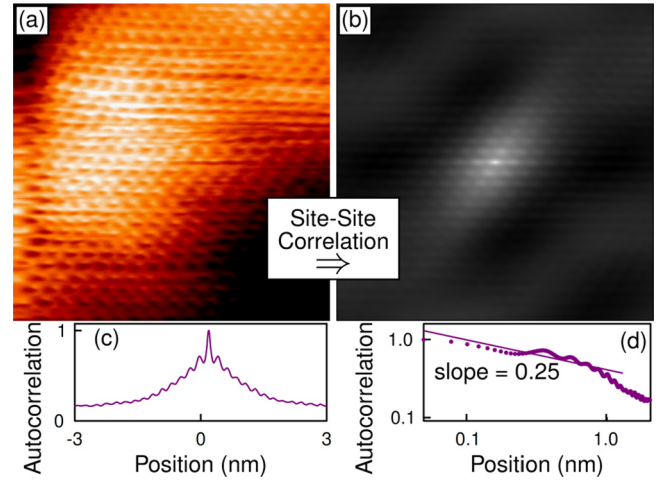 (a)
(b)
Site-Site
Correlation
⇒
(c)
Autocorrelation
1
0
-3
0
3
Position (nm)
(d)
Autocorrelation
1.0
0.1
slope = 0.25
0.1
1.0
Position (nm)